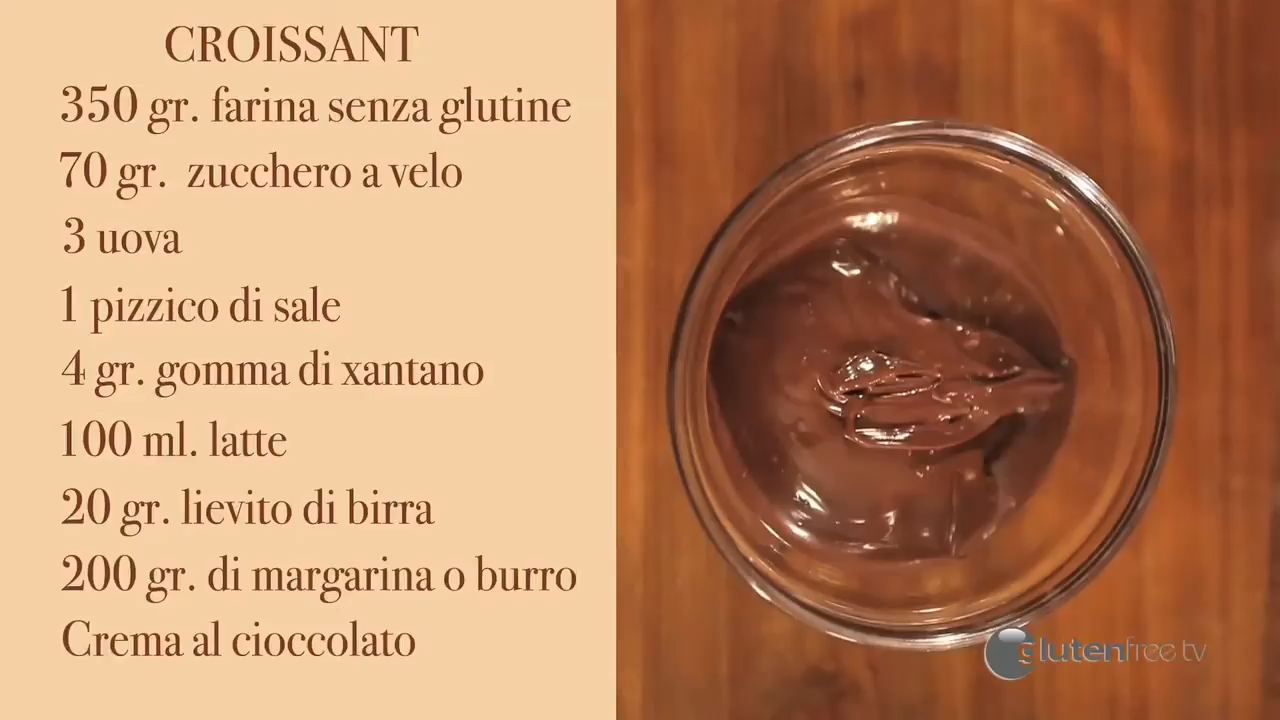 CROISSANT
350 gr. farina senza glutine
70 gr. zucchero a velo
3 uova
1 pizzico di sale
4 gr. gomma di xantano
100 ml. latte
20 gr. lievito di birra
200 gr. di margarina o burro
Crema al cioccolato
glutenfree tv